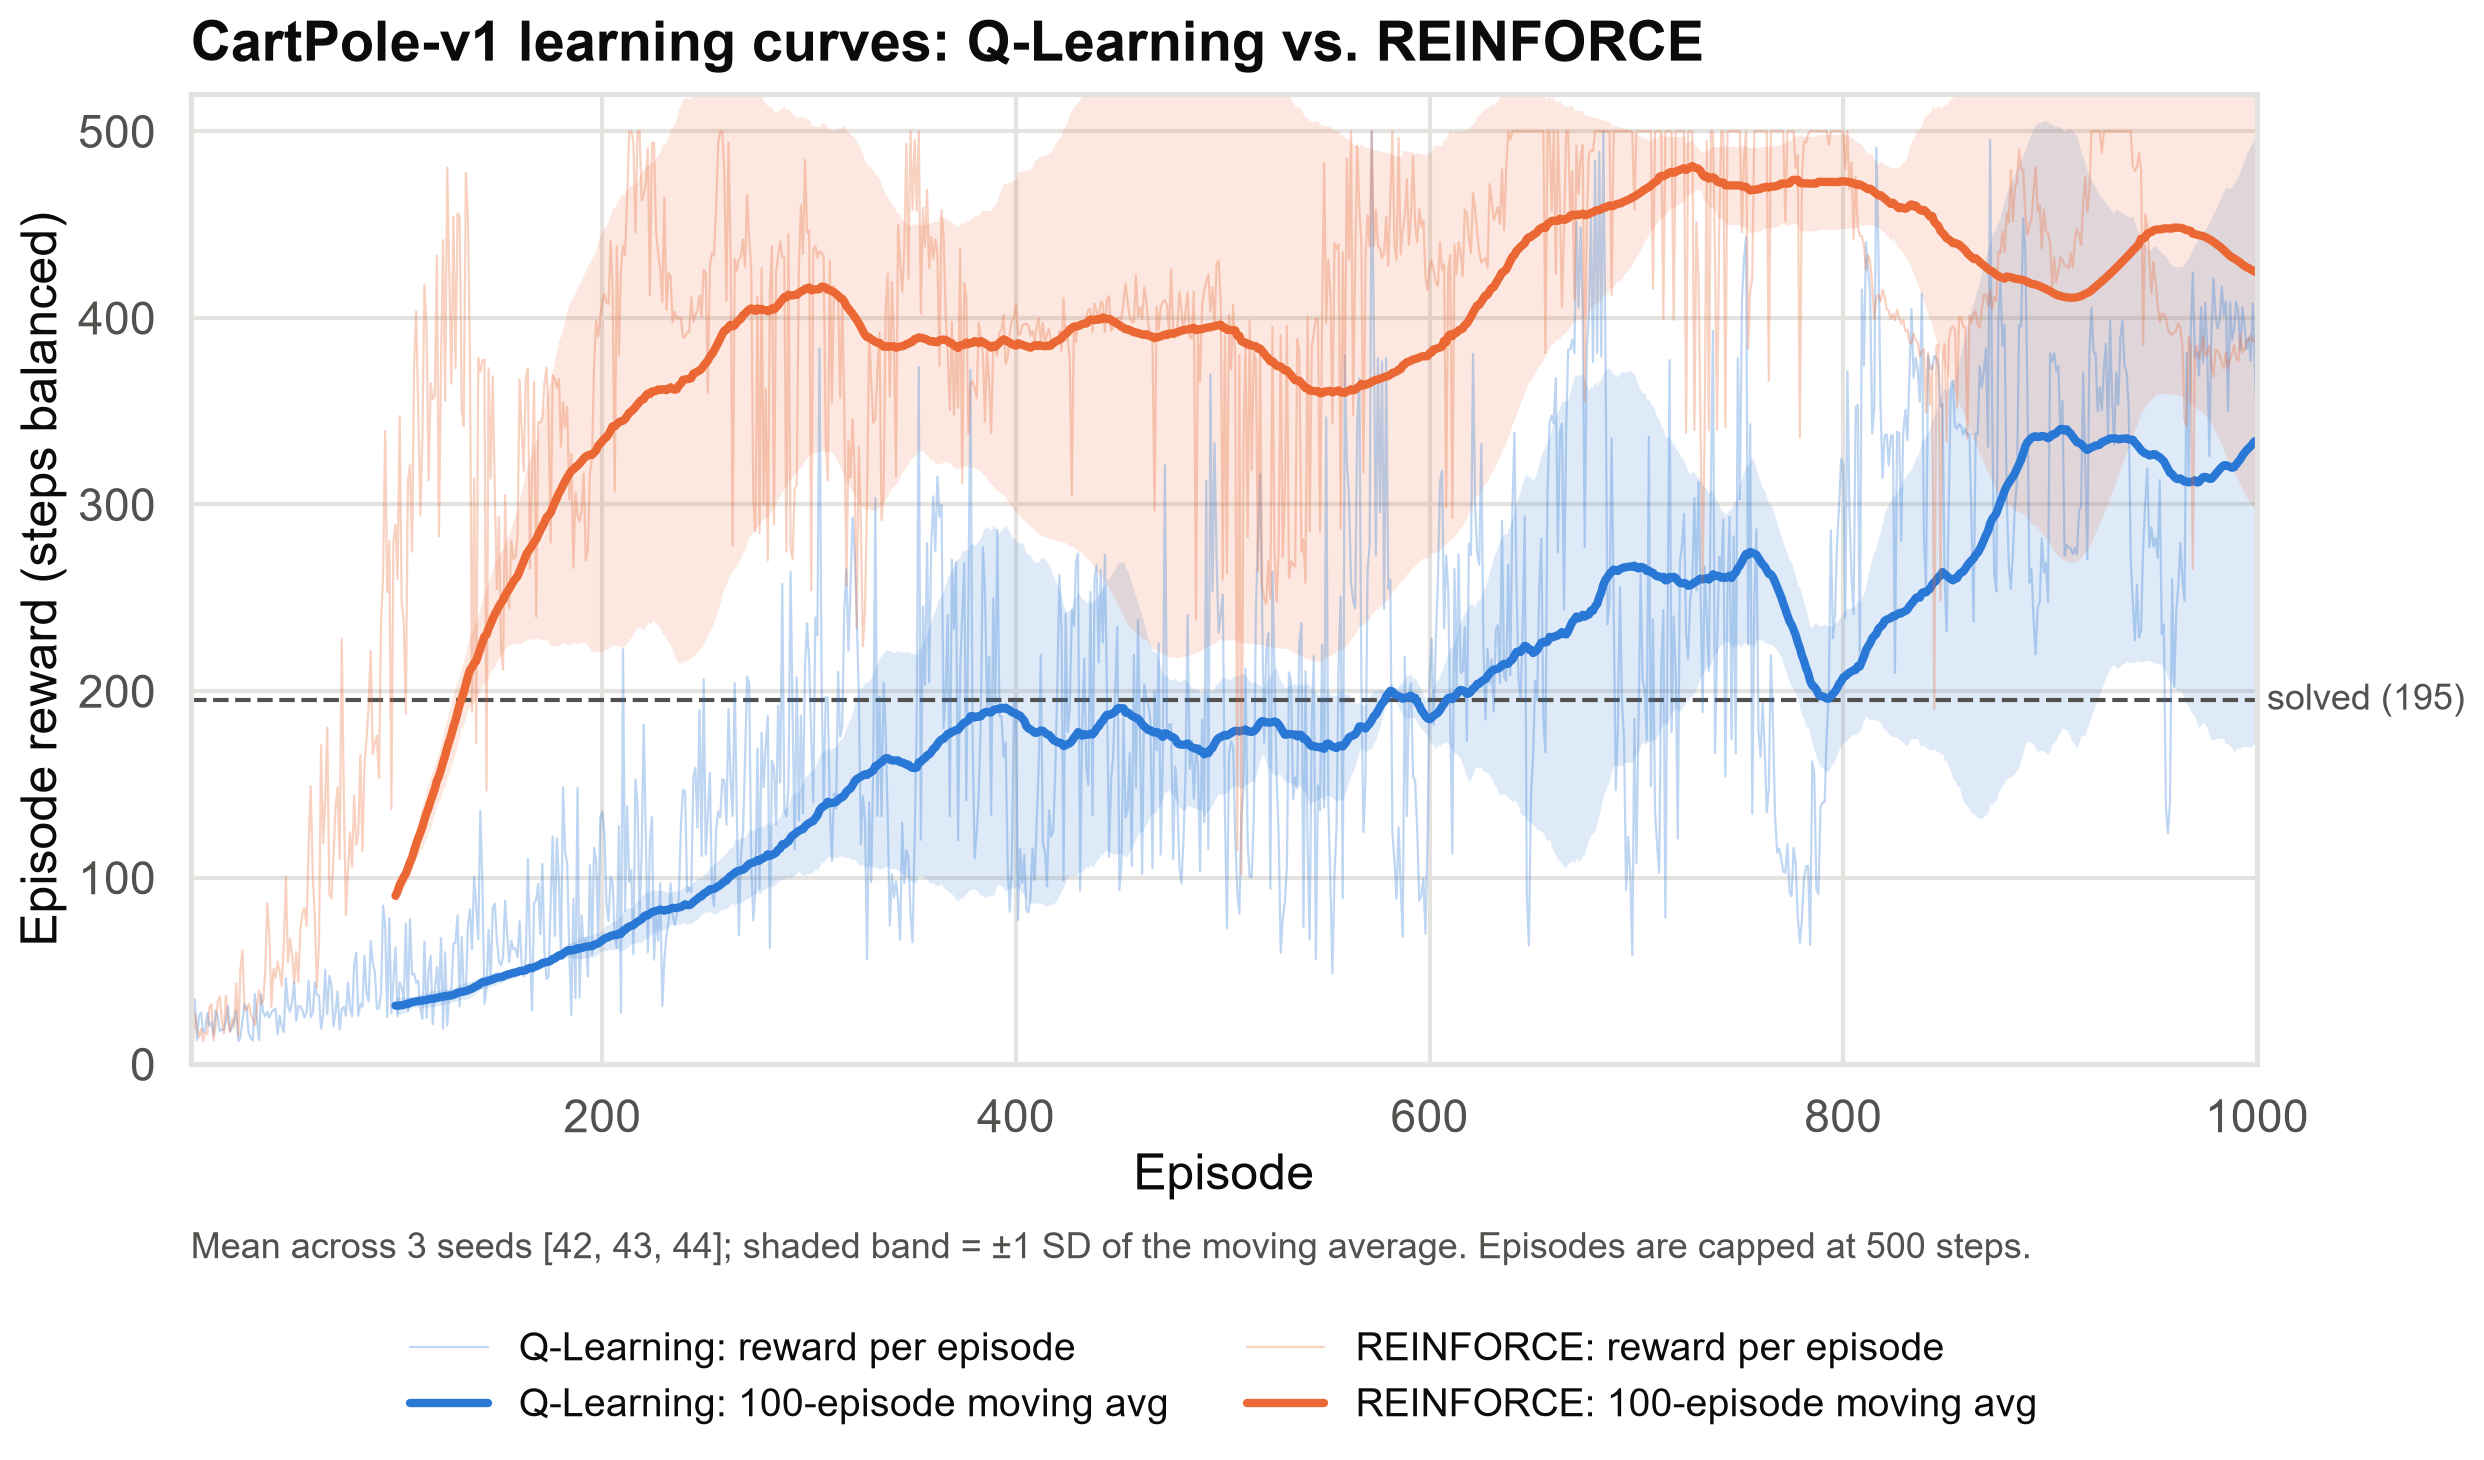 CartPole-v1 learning curves: Q-Learning vs. REINFORCE
Episode reward (steps balanced)
500
400
300
200
100
0
solved (195)
200
400
600
800
1000
Episode
Mean across 3 seeds [42, 43, 44]; shaded band = ±1 SD of the moving average. Episodes are capped at 500 steps.
Q-Learning: reward per episode
Q-Learning: 100-episode moving avg
REINFORCE: reward per episode
REINFORCE: 100-episode moving avg